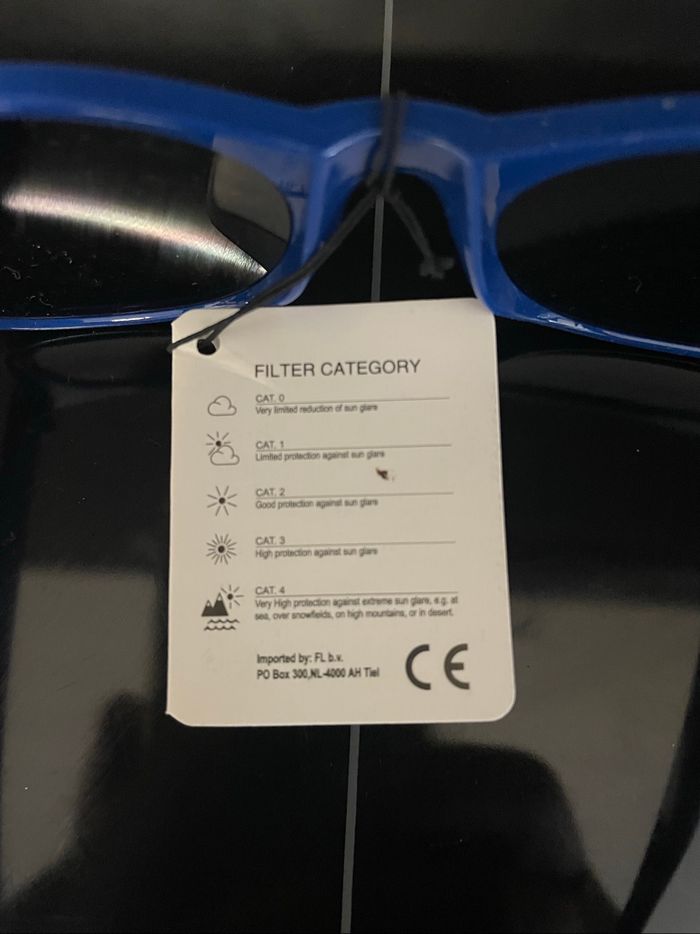 FILTER CATEGORY
CAT. 0
Very limited reduction of sun glare
CAT. 1
Limited protection against sun glare
CAT. 2
Good protection against sun glare
CAT. 3
High protection against sun glare
CAT. 4
Very High protection against extreme sun glare, e.g. at
sea, over snowfields, on high mountains, or in desert.
Imported by: FL b.v.
PO Box 300,NL-4000 AH Tiel
CE